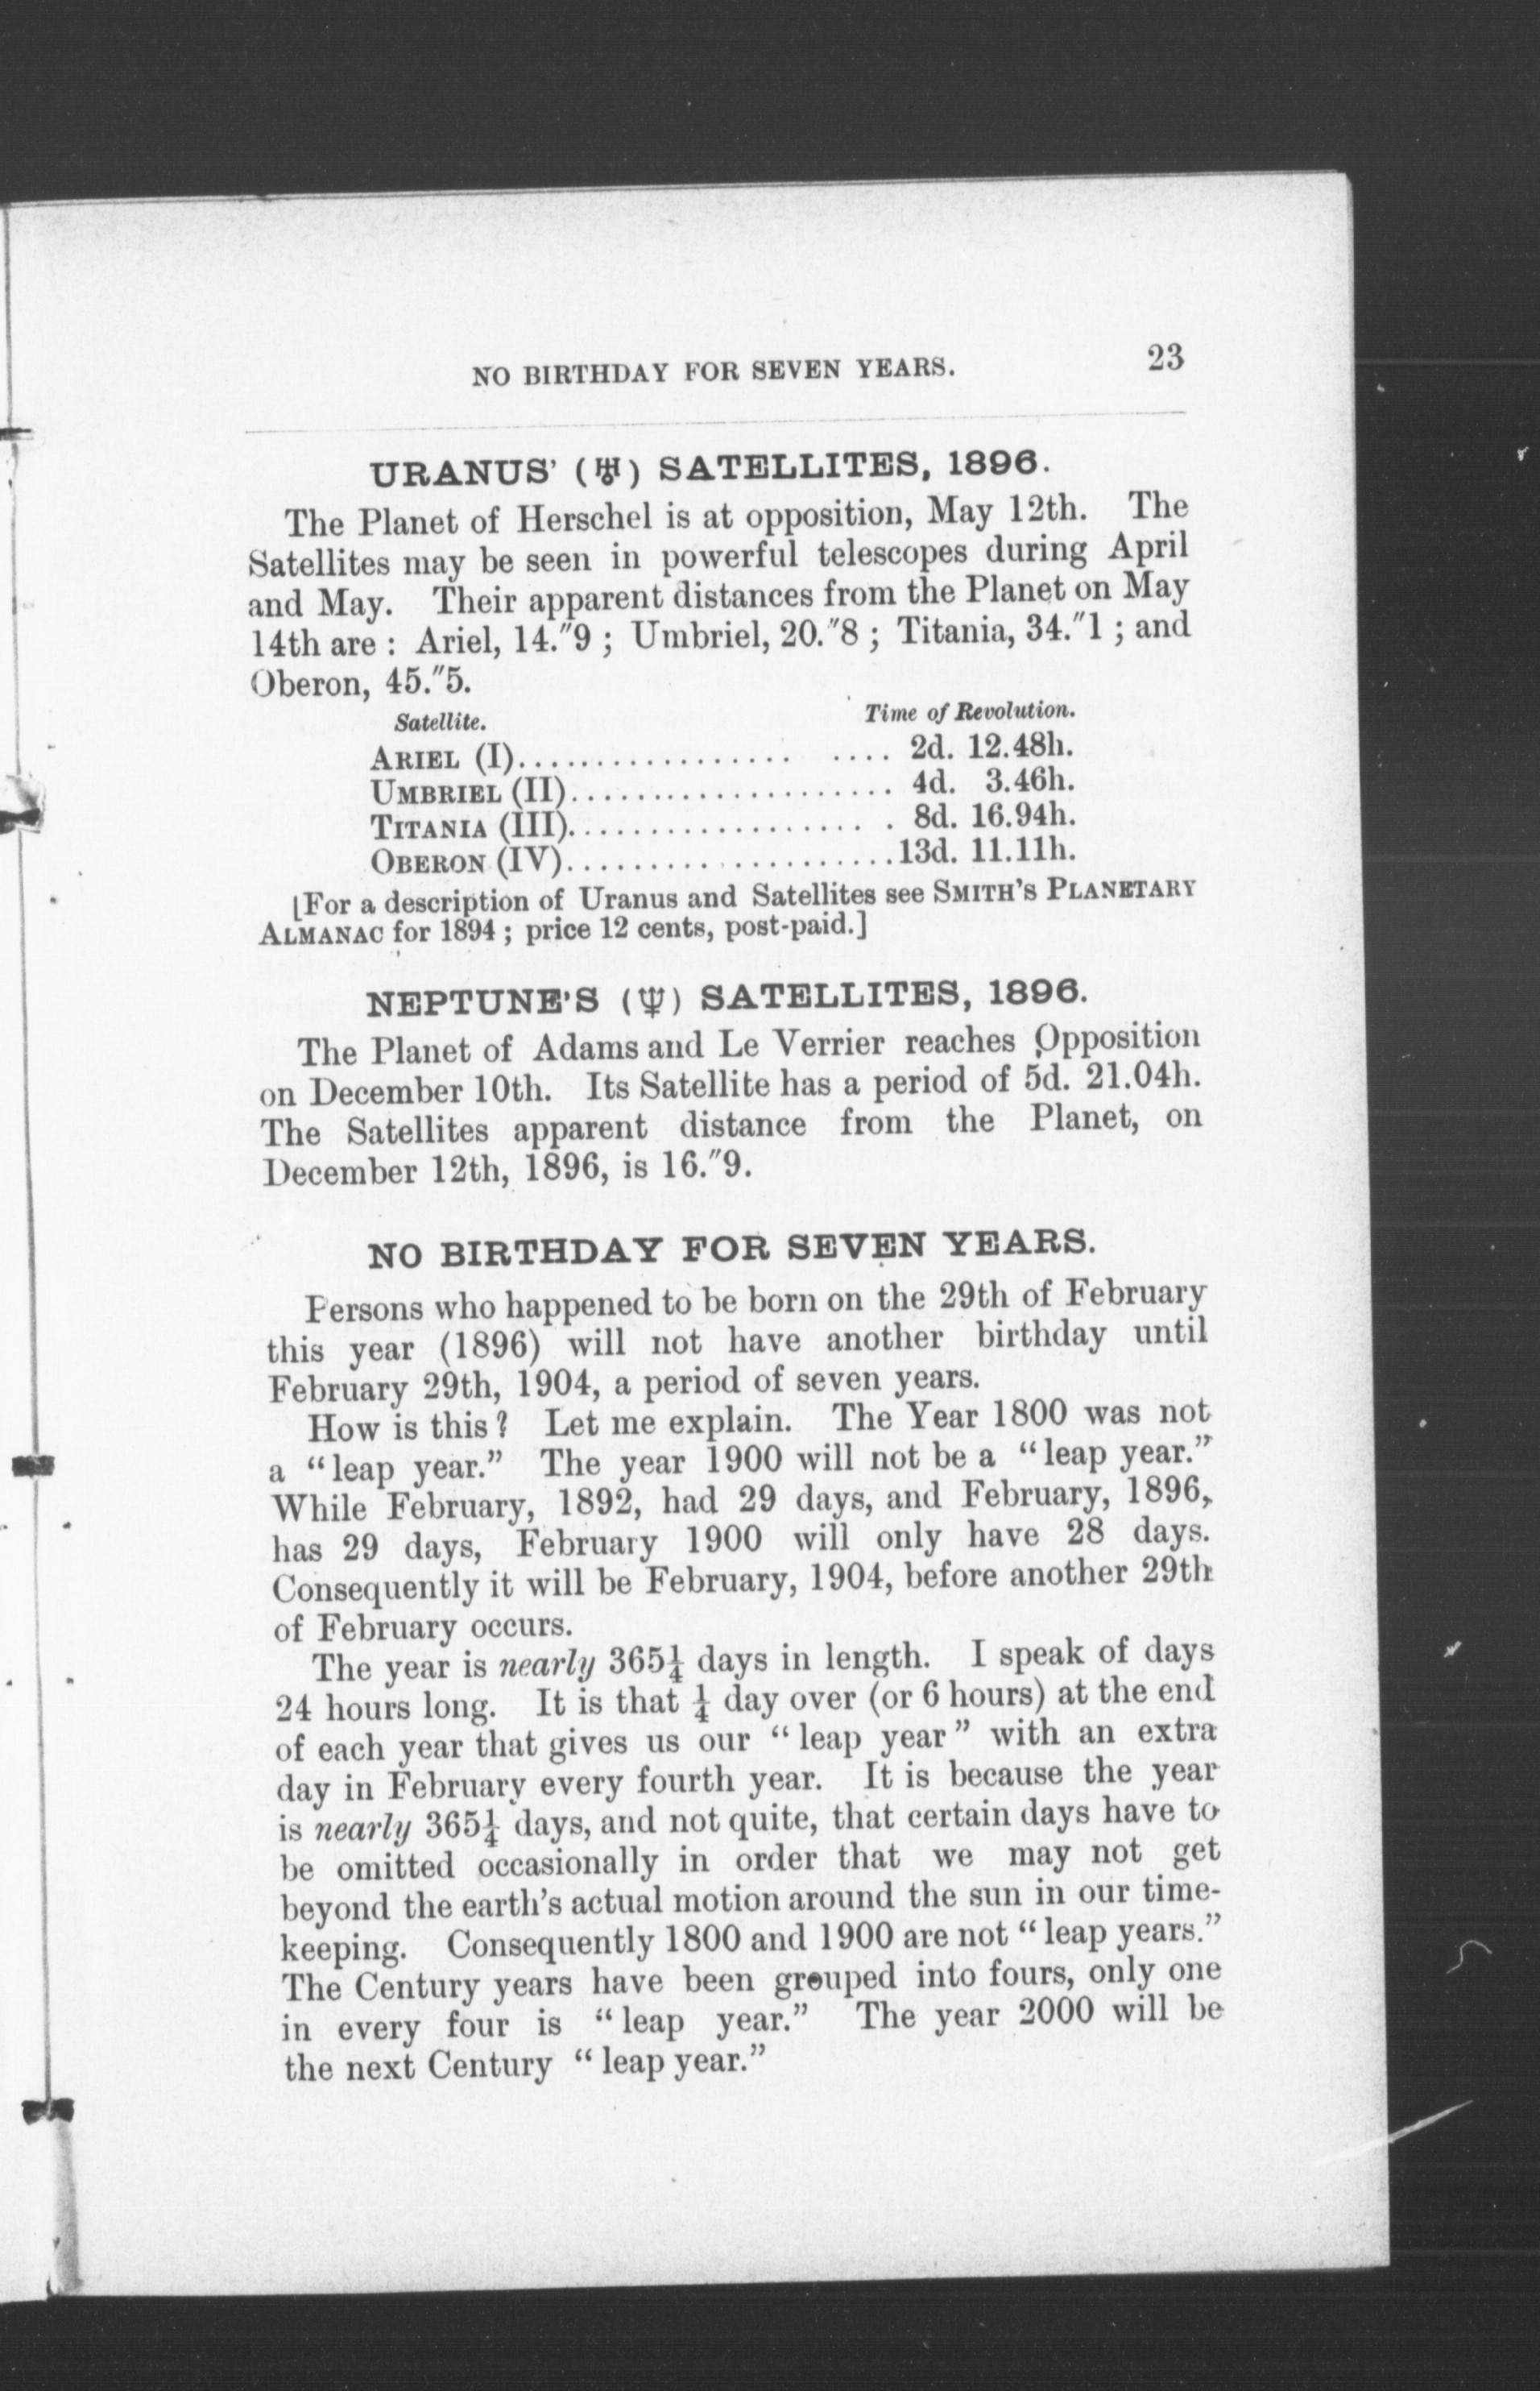 NO BIRTHDAY FOR SEVEN YEARS. 23
URANUS' (♅) SATELLITES, 1896.
The Planet of Herschel is at opposition, May 12th. The
Satellites may be seen in powerful telescopes during April
and May. Their apparent distances from the Planet on May
14th are : Ariel, 14."9 ; Umbriel, 20."8 ; Titania, 34."1 ; and
Oberon, 45."5.
Satellite. Time of Revolution.
ARIEL (I)................. .... 2d. 12.48h.
UMBRIEL (II).................... 4d. 3.46h.
TITANIA (III).................. . 8d. 16.94h.
OBERON (IV)....................13d. 11.11h.
[For a description of Uranus and Satellites see SMITH'S PLANETARY
ALMANAC for 1894 ; price 12 cents, post-paid.]
NEPTUNE'S (♆) SATELLITES, 1896.
The Planet of Adams and Le Verrier reaches Opposition
on December 10th. Its Satellite has a period of 5d. 21.04h.
The Satellites apparent distance from the Planet, on
December 12th, 1896, is 16."9.
NO BIRTHDAY FOR SEVEN YEARS.
Persons who happened to be born on the 29th of February
this year (1896) will not have another birthday until
February 29th, 1904, a period of seven years.
How is this? Let me explain. The Year 1800 was not
a "leap year." The year 1900 will not be a "leap year."
While February, 1892, had 29 days, and February, 1896,
has 29 days, February 1900 will only have 28 days.
Consequently it will be February, 1904, before another 29th
of February occurs.
The year is nearly 365¼ days in length. I speak of days
24 hours long. It is that ¼ day over (or 6 hours) at the end
of each year that gives us our "leap year" with an extra
day in February every fourth year. It is because the year
is nearly 365¼ days, and not quite, that certain days have to
be omitted occasionally in order that we may not get
beyond the earth's actual motion around the sun in our time-
keeping. Consequently 1800 and 1900 are not "leap years."
The Century years have been grouped into fours, only one
in every four is "leap year." The year 2000 will be
the next Century "leap year."